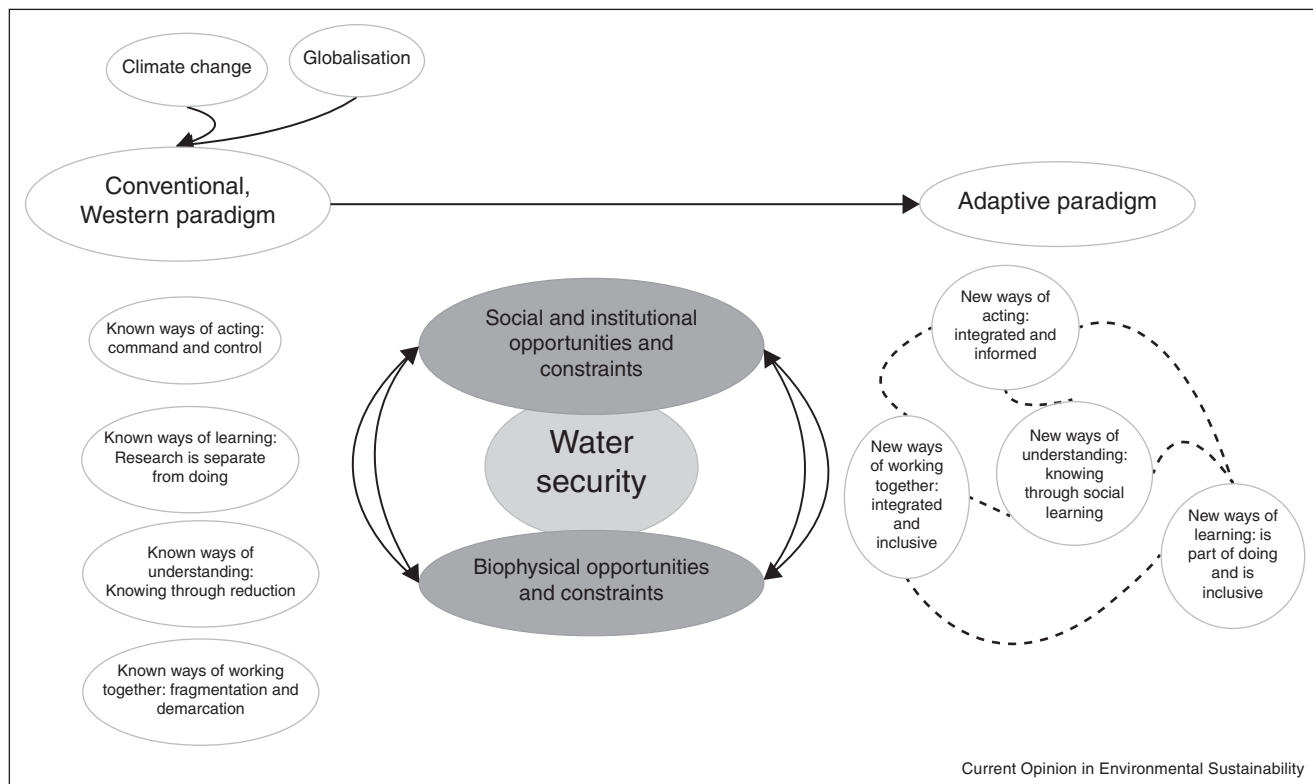 Climate change
Globalisation
Conventional,
Western paradigm
Adaptive paradigm
Known ways of acting:
command and control
Known ways of learning:
Research is separate
from doing
Known ways of
understanding:
Knowing through reduction
Known ways of working
together: fragmentation and
demarcation
Social and institutional
opportunities and
constraints
Water
security
Biophysical opportunities
and constraints
New ways of
acting:
integrated and
informed
New ways
of working
together:
integrated
and
inclusive
New ways of
understanding:
knowing
through social
learning
New ways of
learning: is
part of doing
and is
inclusive
Current Opinion in Environmental Sustainability